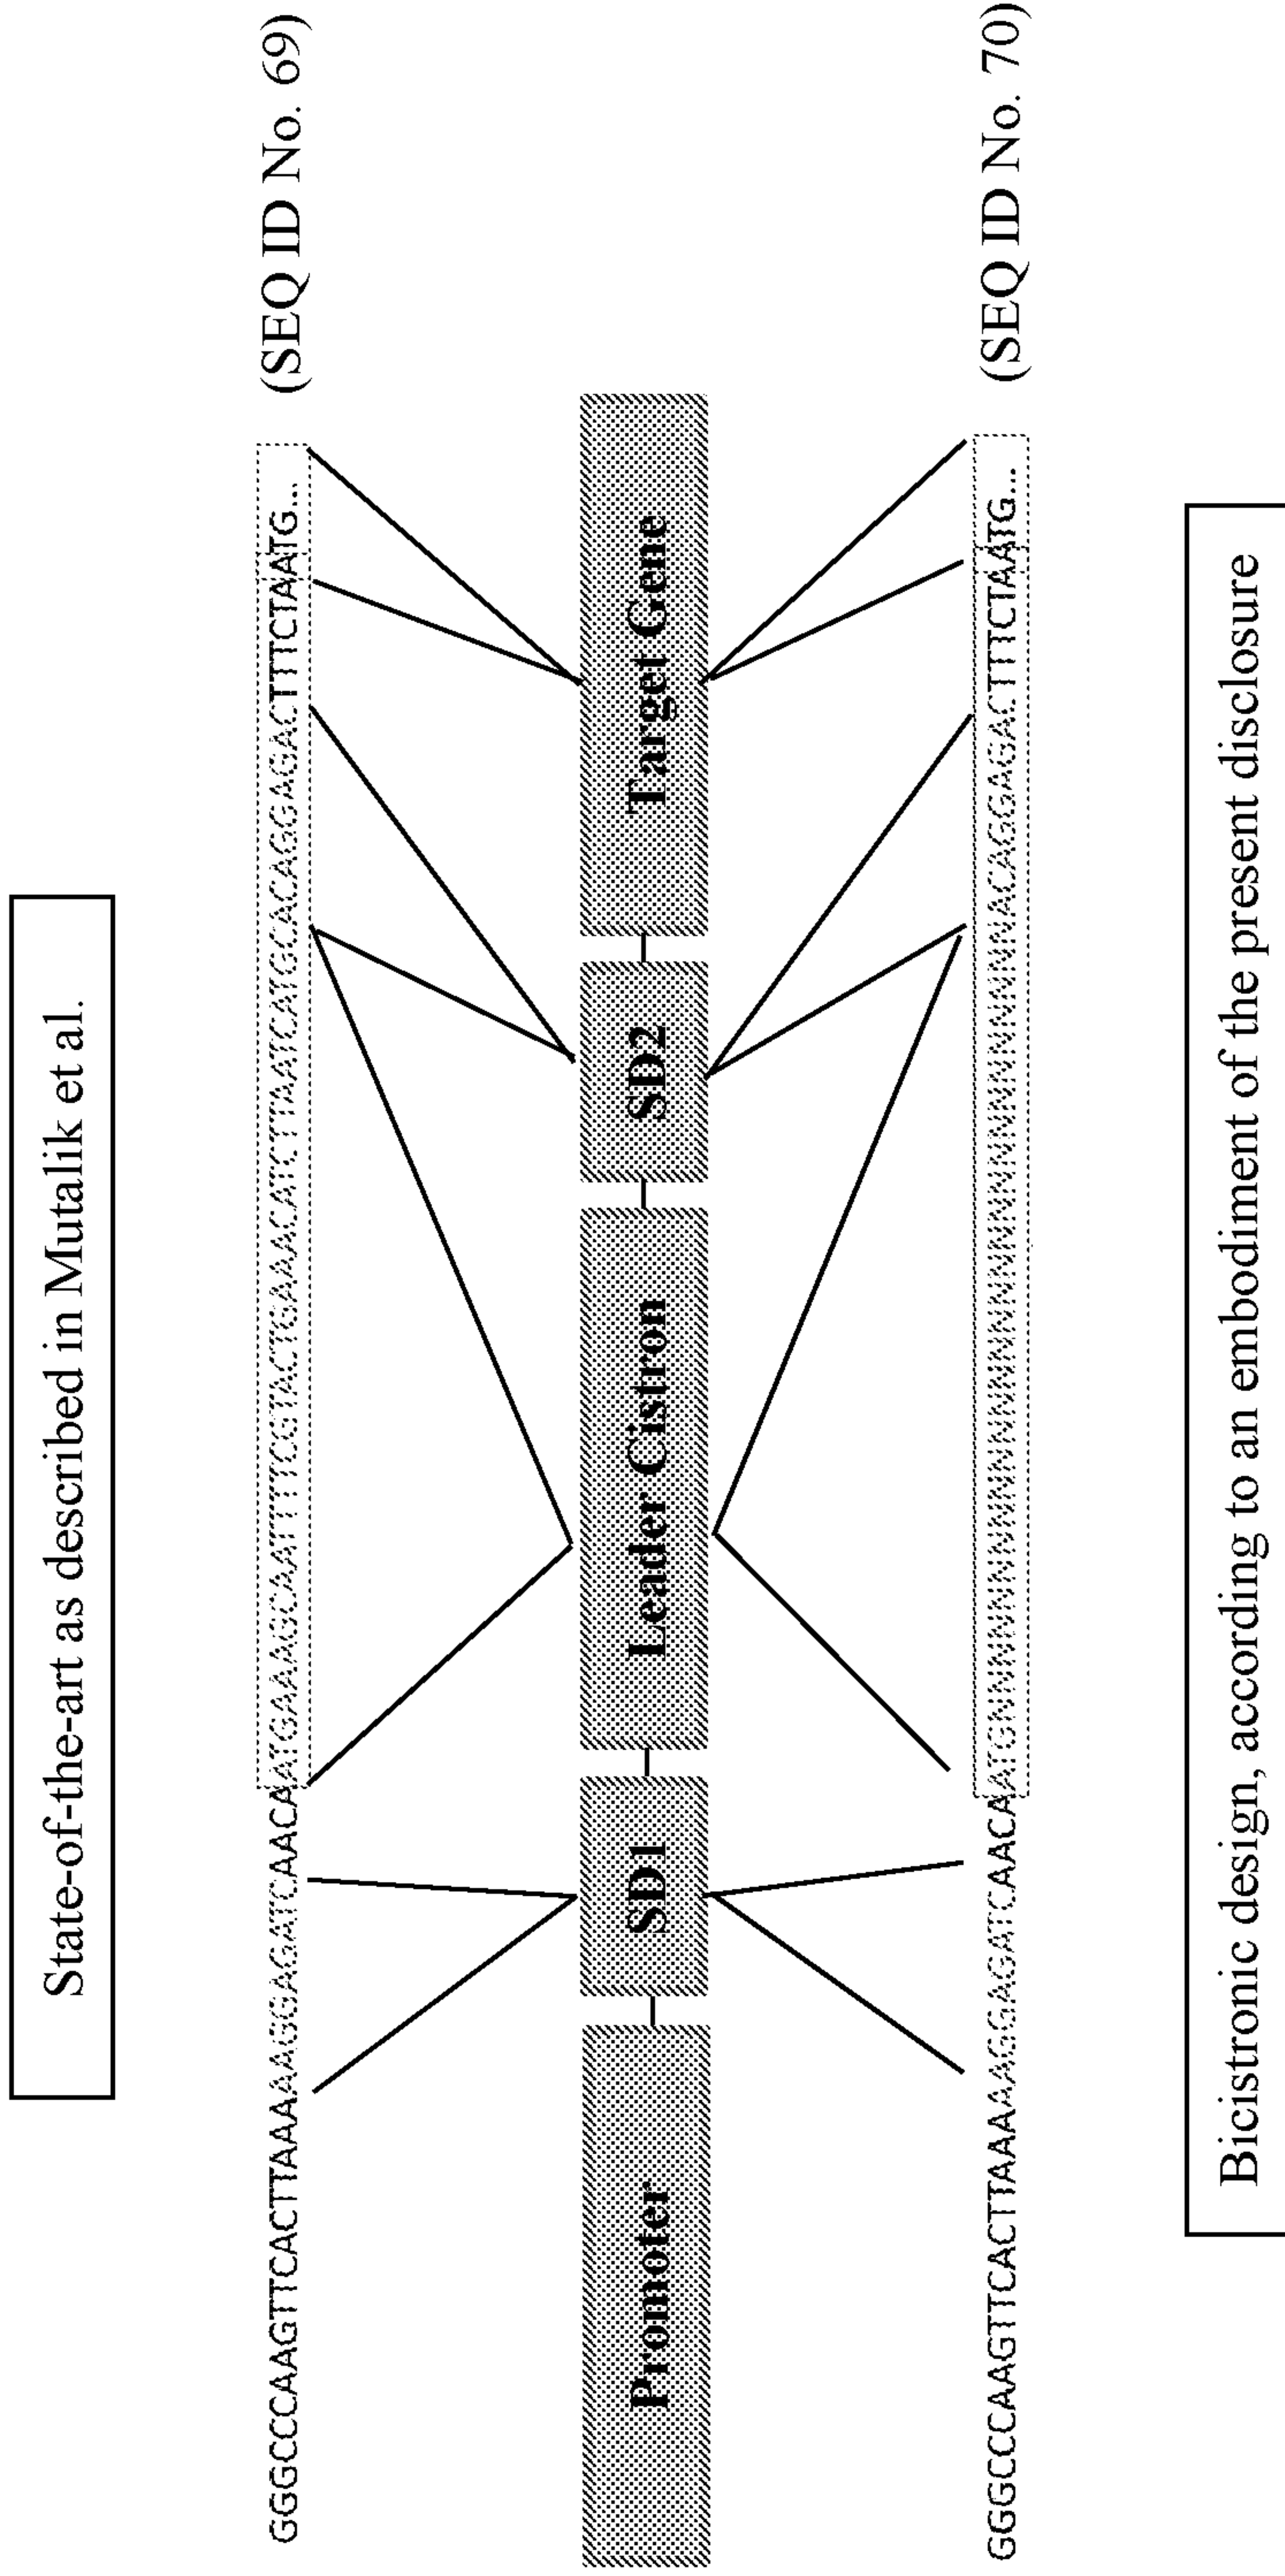 State-of-the-art as described in Mutalik et al.
GGGCCCAAGTTCACTTAAAAAGGAGATCAACAATGAAAGCAATTTTCGTACTGAAACATCTTAATCATGCACAGGAGACTTTCTAATG... (SEQ ID No. 69)
Promoter SD1 Leader Cistron SD2 Target Gene
(SEQ ID No. 70)
Bicistronic design, according to an embodiment of the present disclosure